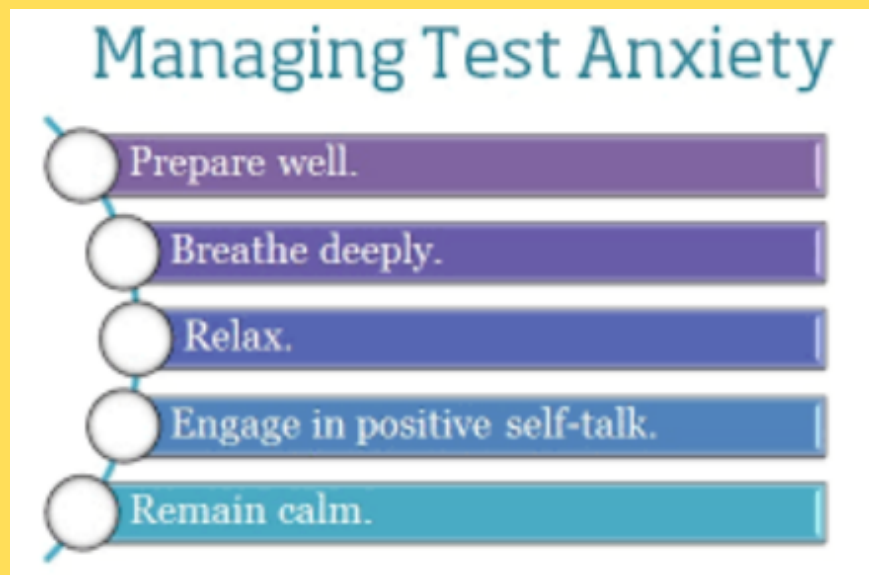 Managing Test Anxiety
Prepare well.
Breathe deeply.
Relax.
Engage in positive self-talk.
Remain calm.